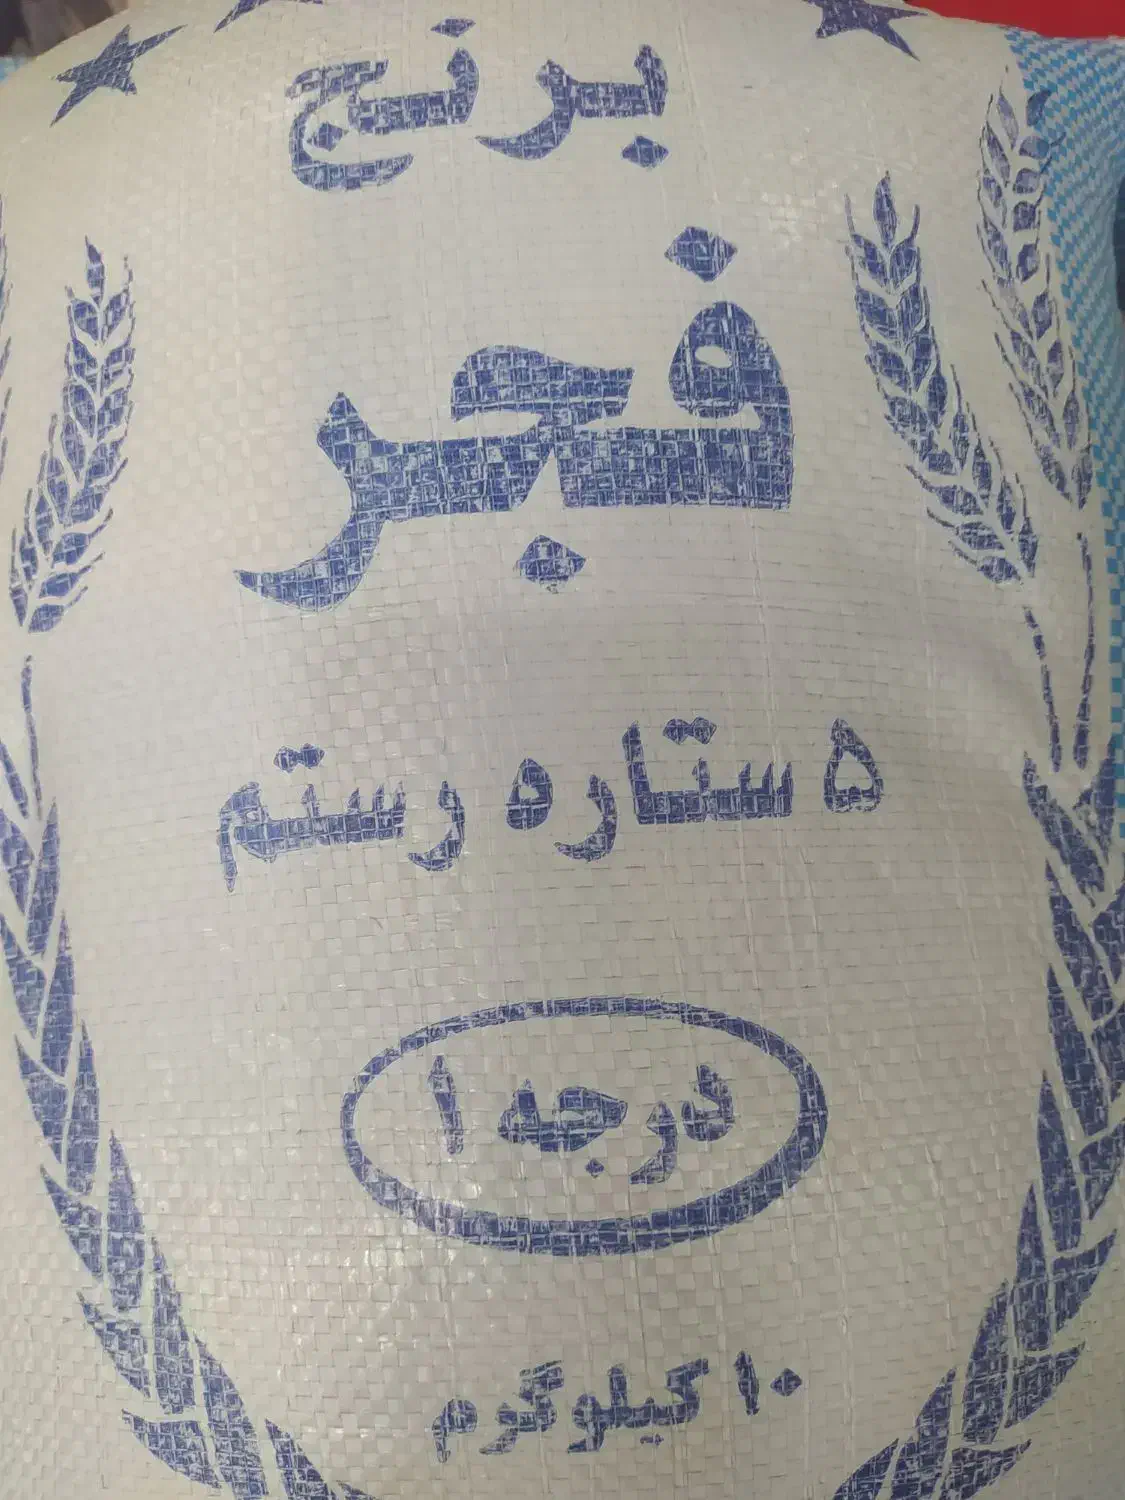 برنج
فجر
۵ ستاره رستم
درجه ۱
۱۰ کیلوگرم